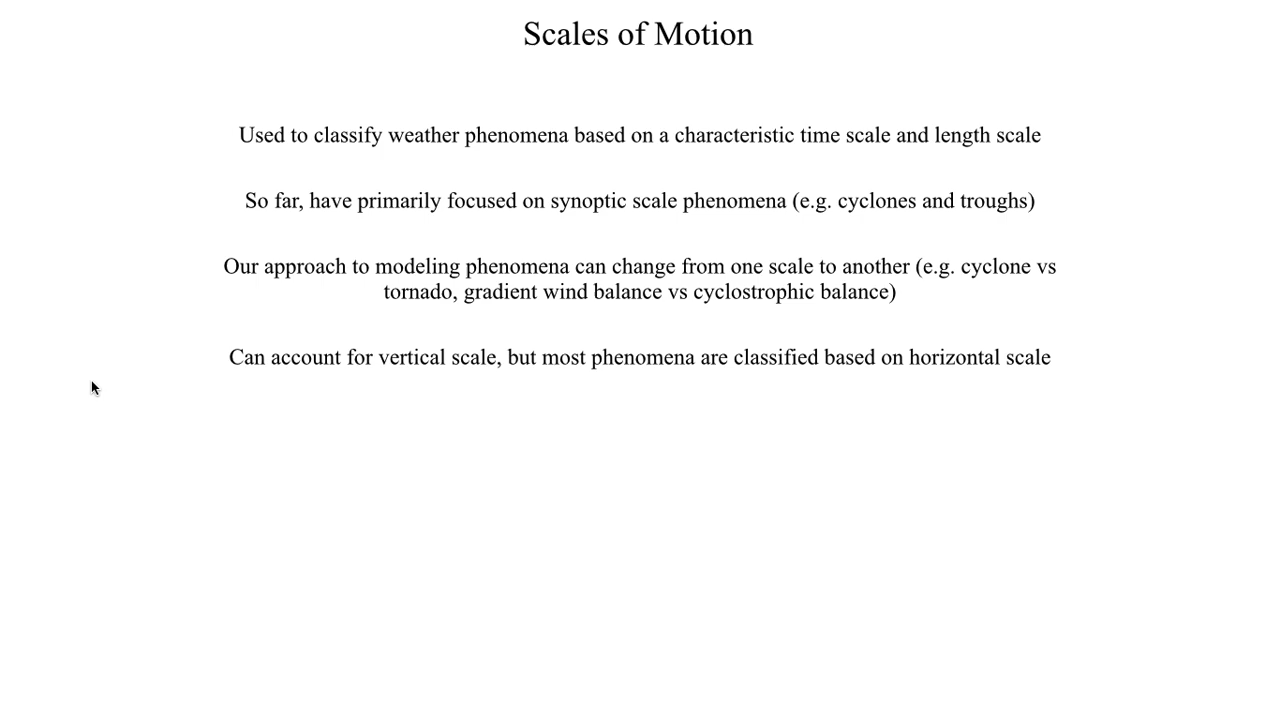 Scales of Motion
Used to classify weather phenomena based on a characteristic time scale and length scale
So far, have primarily focused on synoptic scale phenomena (e.g. cyclones and troughs)
Our approach to modeling phenomena can change from one scale to another (e.g. cyclone vs
tornado, gradient wind balance vs cyclostrophic balance)
Can account for vertical scale, but most phenomena are classified based on horizontal scale